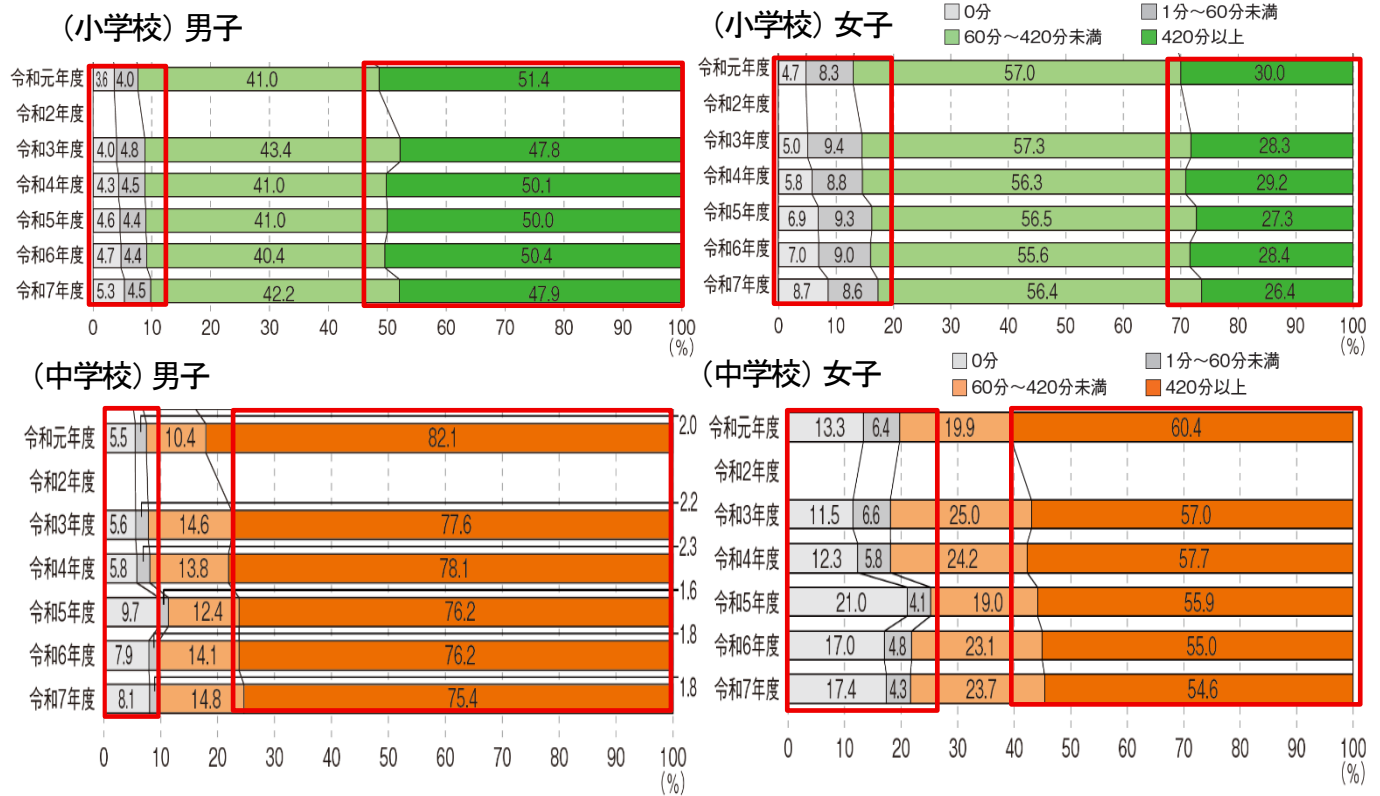 （小学校）男子
令和元年度 3.6 4.0 41.0 51.4
令和2年度
令和3年度 4.0 4.8 43.4 47.8
令和4年度 4.3 4.5 41.0 50.1
令和5年度 4.6 4.4 41.0 50.0
令和6年度 4.7 4.4 40.4 50.4
令和7年度 5.3 4.5 42.2 47.9
0 10 20 30 40 50 60 70 80 90 100
(%)
（小学校）女子
0分 1分～60分未満
60分～420分未満 420分以上
令和元年度 4.7 8.3 57.0 30.0
令和2年度
令和3年度 5.0 9.4 57.3 28.3
令和4年度 5.8 8.8 56.3 29.2
令和5年度 6.9 9.3 56.5 27.3
令和6年度 7.0 9.0 55.6 28.4
令和7年度 8.7 8.6 56.4 26.4
0 10 20 30 40 50 60 70 80 90 100
(%)
（中学校）男子
令和元年度 5.5 10.4 82.1 2.0
令和2年度
令和3年度 5.6 14.6 77.6 2.2
令和4年度 5.8 13.8 78.1 2.3
令和5年度 9.7 12.4 76.2 1.6
令和6年度 7.9 14.1 76.2 1.8
令和7年度 8.1 14.8 75.4 1.8
0 10 20 30 40 50 60 70 80 90 100
(%)
（中学校）女子
0分 1分～60分未満
60分～420分未満 420分以上
令和元年度 13.3 6.4 19.9 60.4
令和2年度
令和3年度 11.5 6.6 25.0 57.0
令和4年度 12.3 5.8 24.2 57.7
令和5年度 21.0 4.1 19.0 55.9
令和6年度 17.0 4.8 23.1 55.0
令和7年度 17.4 4.3 23.7 54.6
0 10 20 30 40 50 60 70 80 90 100
(%)